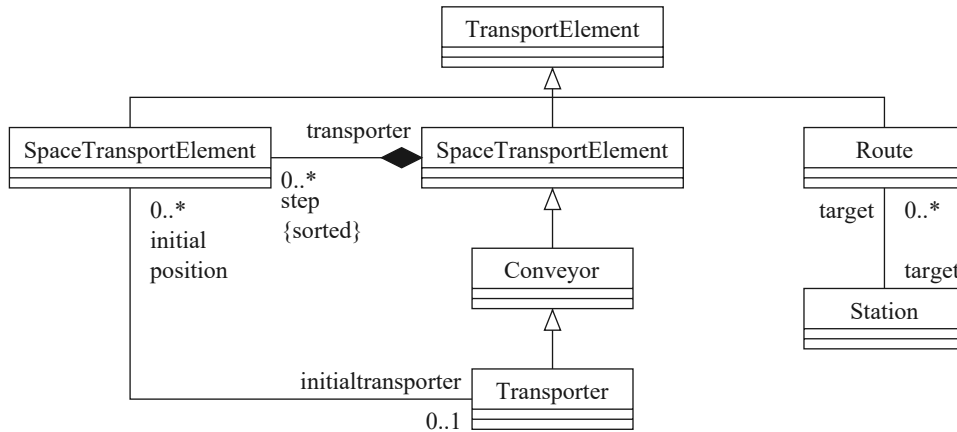 TransportElement
transporter
SpaceTransportElement
SpaceTransportElement
Route
0..*
step
{sorted}
0..*
initial
position
target
0..*
Conveyor
target
Station
initialtransporter
Transporter
0..1